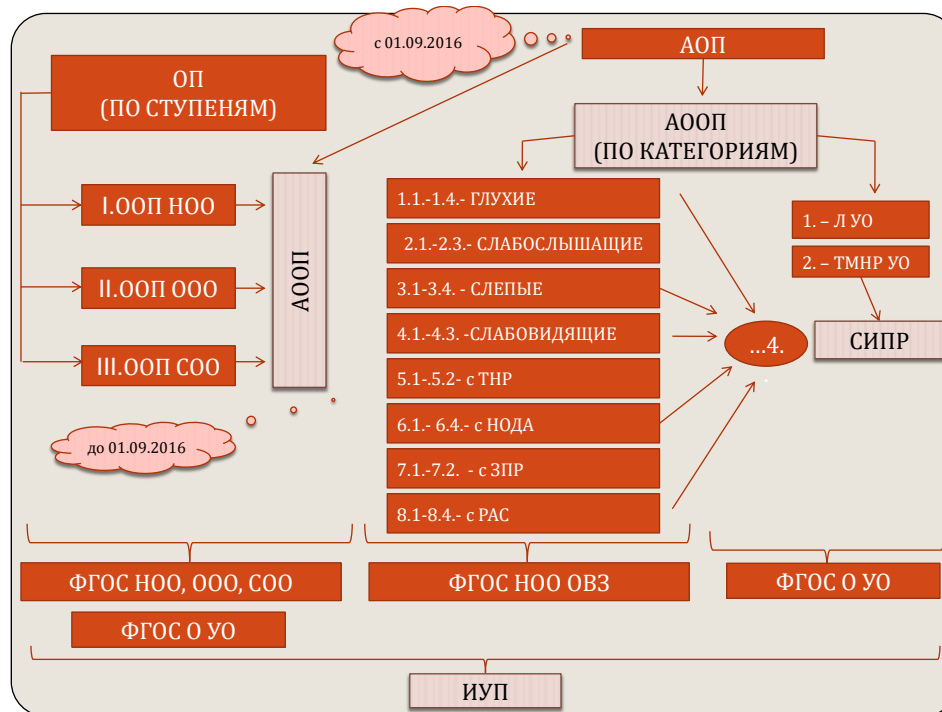 с 01.09.2016
АОП
ОП
(ПО СТУПЕНЯМ)
АООП
(ПО КАТЕГОРИЯМ)
I.ООП НОО
II.ООП ООО
III.ООП СОО
АООП
до 01.09.2016
1.1.-1.4.- ГЛУХИЕ
2.1.-2.3.- СЛАБОСЛЫШАЩИЕ
3.1-3.4. - СЛЕПЫЕ
4.1.-4.3. -СЛАБОВИДЯЩИЕ
5.1-.5.2- с ТНР
6.1.- 6.4.- с НОДА
7.1.-7.2. - с ЗПР
8.1-8.4.- с РАС
...4.
.
1. – Л УО
2. – ТМНР УО
СИПР
ФГОС НОО, ООО, СОО
ФГОС НОО ОВЗ
ФГОС О УО
ФГОС О УО
ИУП